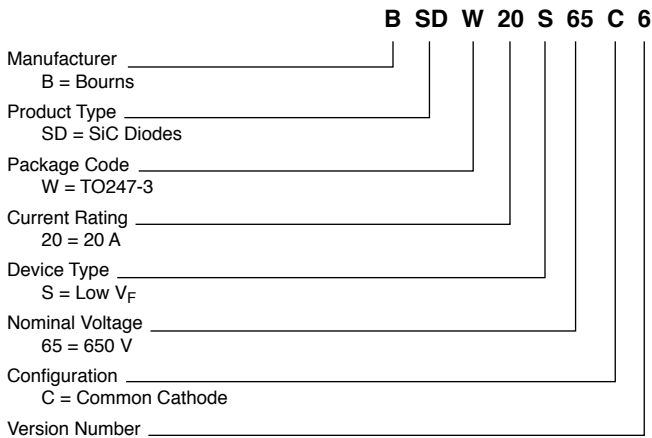 B SD W 20 S 65 C 6
Manufacturer
B = Bourns
Product Type
SD = SiC Diodes
Package Code
W = TO247-3
Current Rating
20 = 20 A
Device Type
S = Low VF
Nominal Voltage
65 = 650 V
Configuration
C = Common Cathode
Version Number